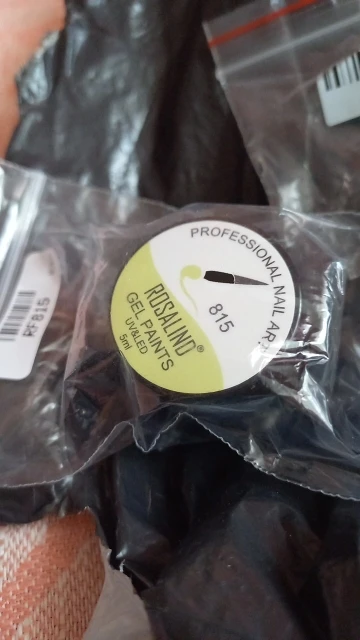 PROFESSIONAL NAIL AR
815
ROSALIND®
GEL PAINTS
UV&LED
5ml
RF815